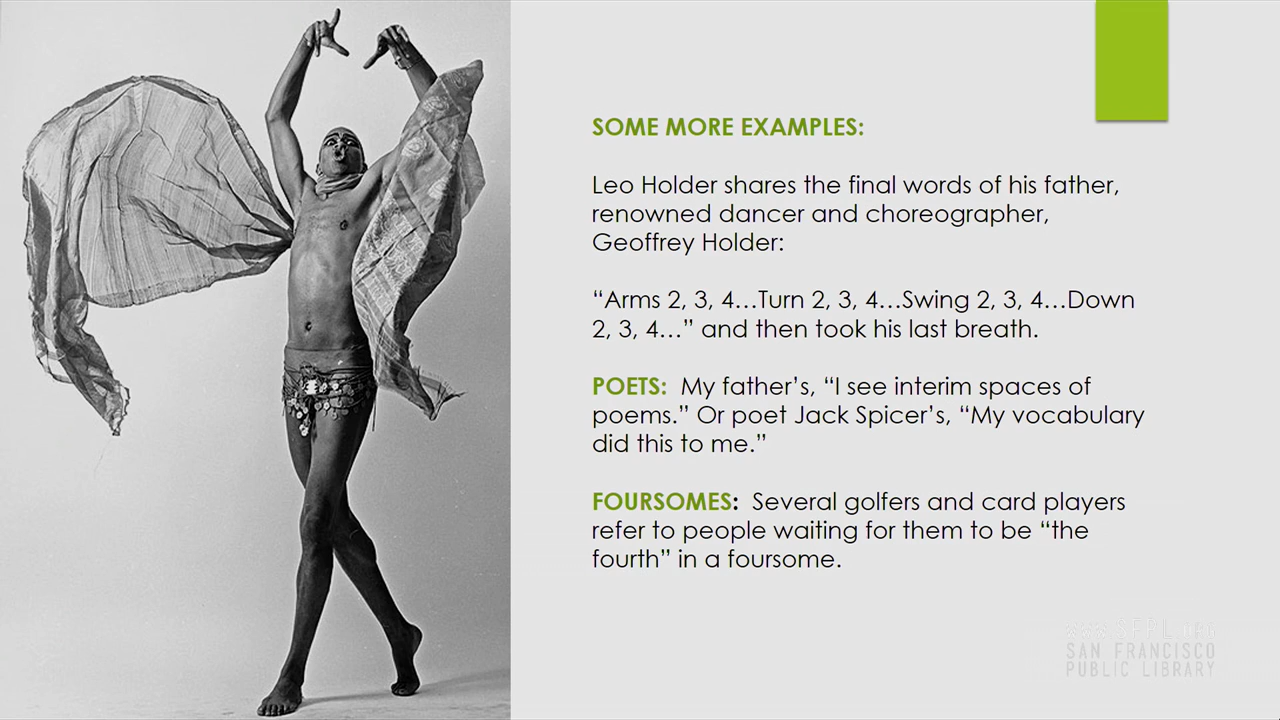 SOME MORE EXAMPLES:
Leo Holder shares the final words of his father,
renowned dancer and choreographer,
Geoffrey Holder:
“Arms 2, 3, 4…Turn 2, 3, 4…Swing 2, 3, 4…Down
2, 3, 4…” and then took his last breath.
POETS:  My father’s, “I see interim spaces of
poems.” Or poet Jack Spicer’s, “My vocabulary
did this to me.”
FOURSOMES:  Several golfers and card players
refer to people waiting for them to be “the
fourth” in a foursome.
www.SFPL.org
SAN FRANCISCO
PUBLIC LIBRARY